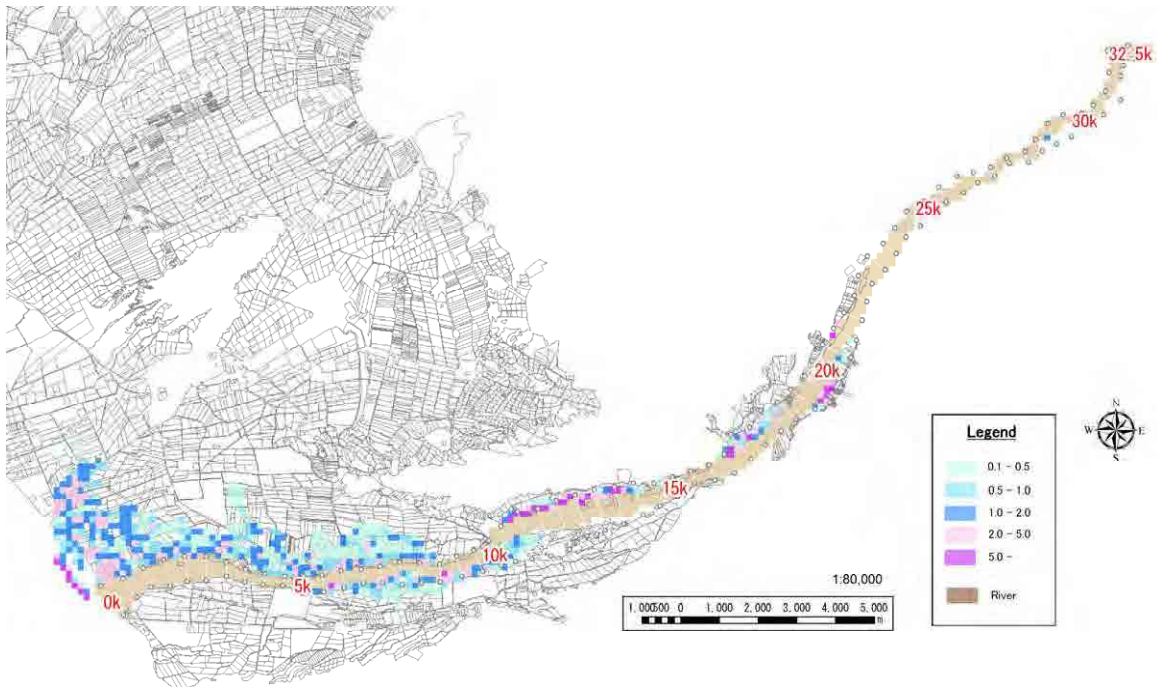 32.5k
30k
25k
20k
15k
10k
5k
0k
N
W E
S
Legend
0.1 - 0.5
0.5 - 1.0
1.0 - 2.0
2.0 - 5.0
5.0 -
River
1:80,000
1,000500 0 1,000 2,000 3,000 4,000 5,000
m